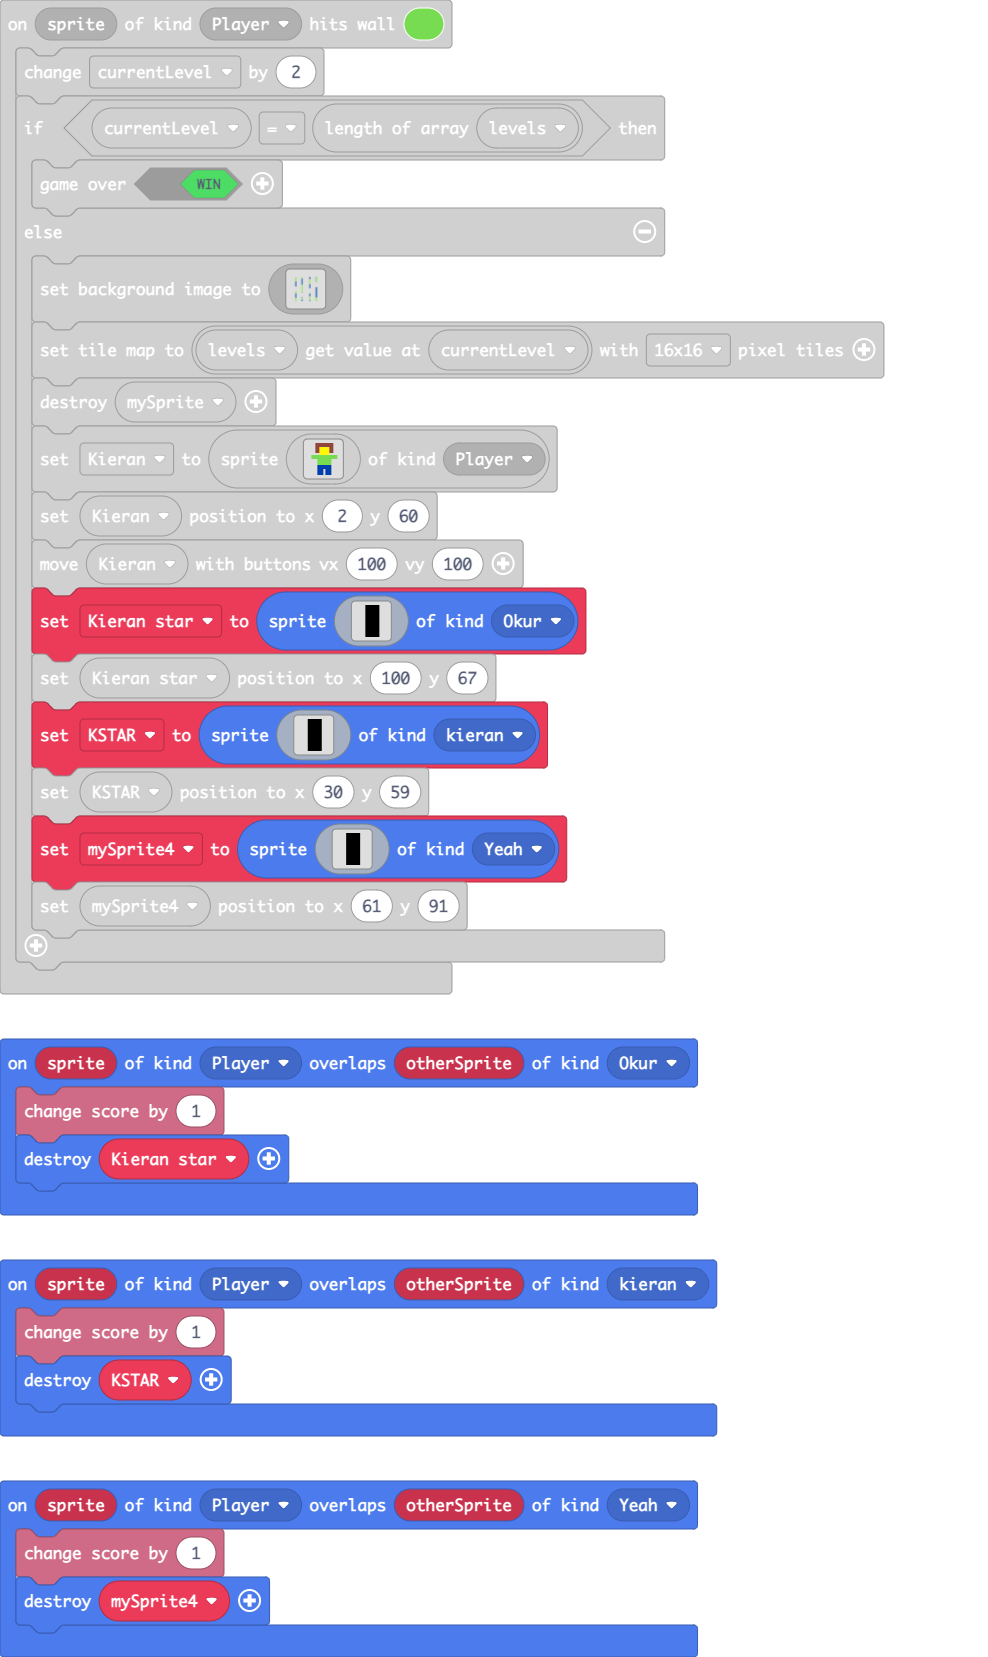 on sprite of kind Player hits wall
change currentLevel by 2
if currentLevel = length of array levels then
game over WIN
else
set background image to
set tile map to levels get value at currentLevel with 16x16 pixel tiles
destroy mySprite
set Kieran to sprite of kind Player
set Kieran position to x 2 y 60
move Kieran with buttons vx 100 vy 100
set Kieran star to sprite of kind Okur
set Kieran star position to x 100 y 67
set KSTAR to sprite of kind kieran
set KSTAR position to x 30 y 59
set mySprite4 to sprite of kind Yeah
set mySprite4 position to x 61 y 91
on sprite of kind Player overlaps otherSprite of kind Okur
change score by 1
destroy Kieran star
on sprite of kind Player overlaps otherSprite of kind kieran
change score by 1
destroy KSTAR
on sprite of kind Player overlaps otherSprite of kind Yeah
change score by 1
destroy mySprite4